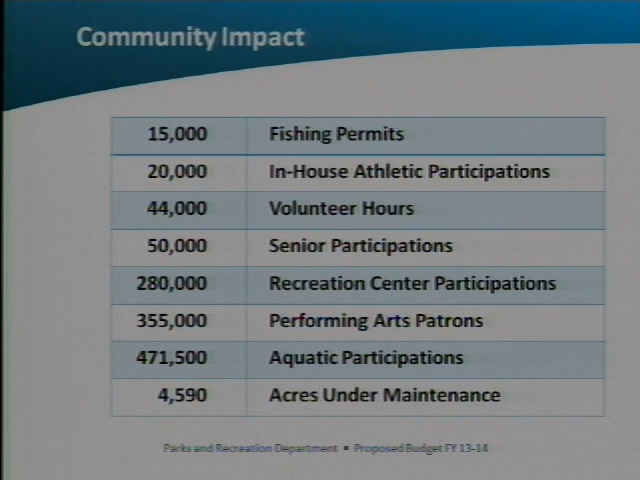 Community Impact
15,000 Fishing Permits
20,000 In-House Athletic Participations
44,000 Volunteer Hours
50,000 Senior Participations
280,000 Recreation Center Participations
355,000 Performing Arts Patrons
471,500 Aquatic Participations
4,590 Acres Under Maintenance
Parks and Recreation Department ▪ Proposed Budget FY 13-14